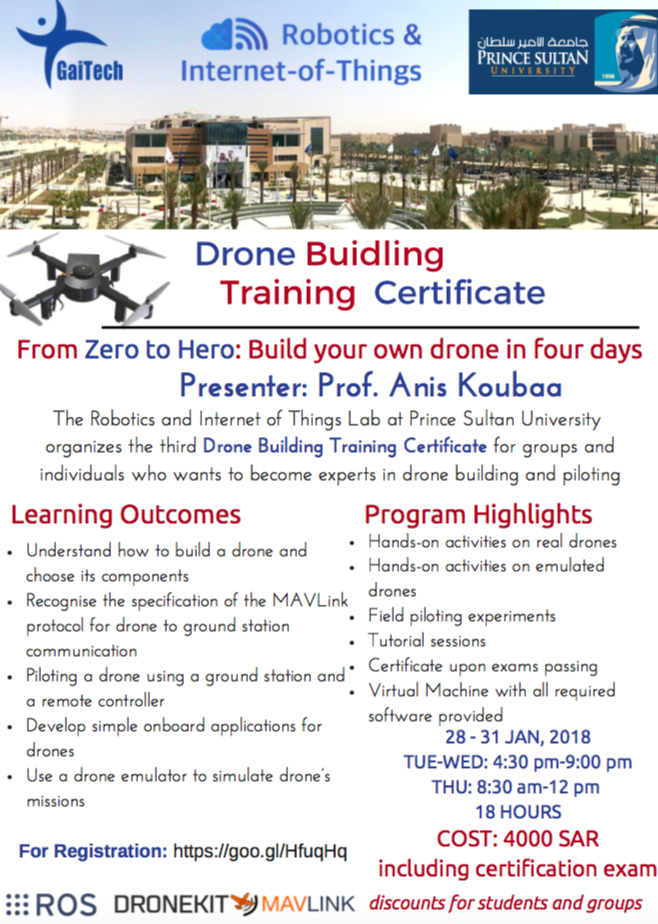 GaiTech
Robotics &
Internet-of-Things
جامعة الامير سلطان
PRINCE SULTAN
UNIVERSITY
1998
Drone Buidling
Training Certificate
From Zero to Hero: Build your own drone in four days
Presenter: Prof. Anis Koubaa
The Robotics and Internet of Things Lab at Prince Sultan University
organizes the third Drone Building Training Certificate for groups and
individuals who wants to become experts in drone building and piloting
Learning Outcomes
• Understand how to build a drone and
choose its components
• Recognise the specification of the MAVLink
protocol for drone to ground station
communication
• Piloting a drone using a ground station and
a remote controller
• Develop simple onboard applications for
drones
• Use a drone emulator to simulate drone's
missions
For Registration: https://goo.gl/HfuqHq
Program Highlights
• Hands-on activities on real drones
• Hands-on activities on emulated
drones
• Field piloting experiments
• Tutorial sessions
• Certificate upon exams passing
• Virtual Machine with all required
software provided
28 - 31 JAN, 2018
TUE-WED: 4:30 pm-9:00 pm
THU: 8:30 am-12 pm
18 HOURS
COST: 4000 SAR
including certification exam
discounts for students and groups
ROS DRONEKIT MAVLINK